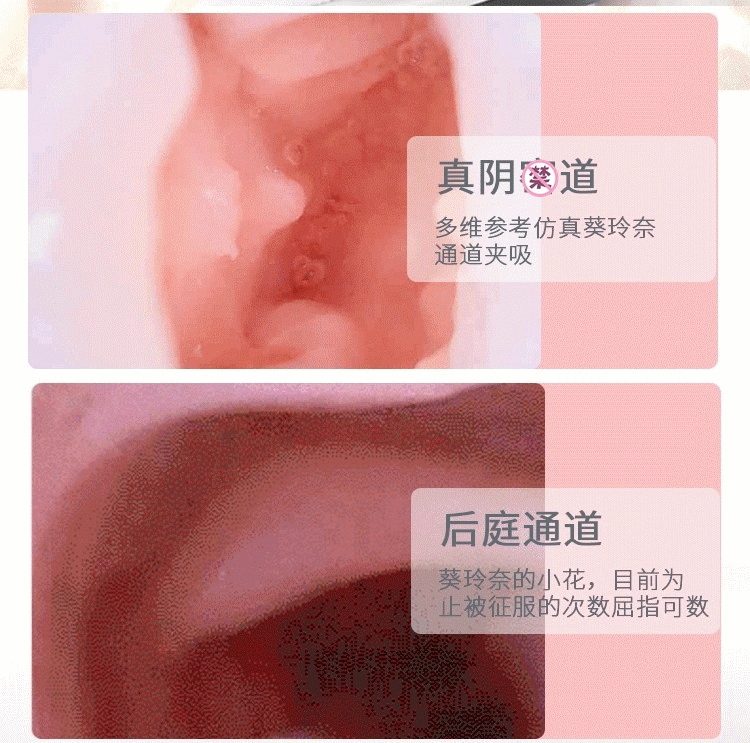 真阴禁道
多维参考仿真葵玲奈
通道夹吸
后庭通道
葵玲奈的小花，目前为
止被征服的次数屈指可数